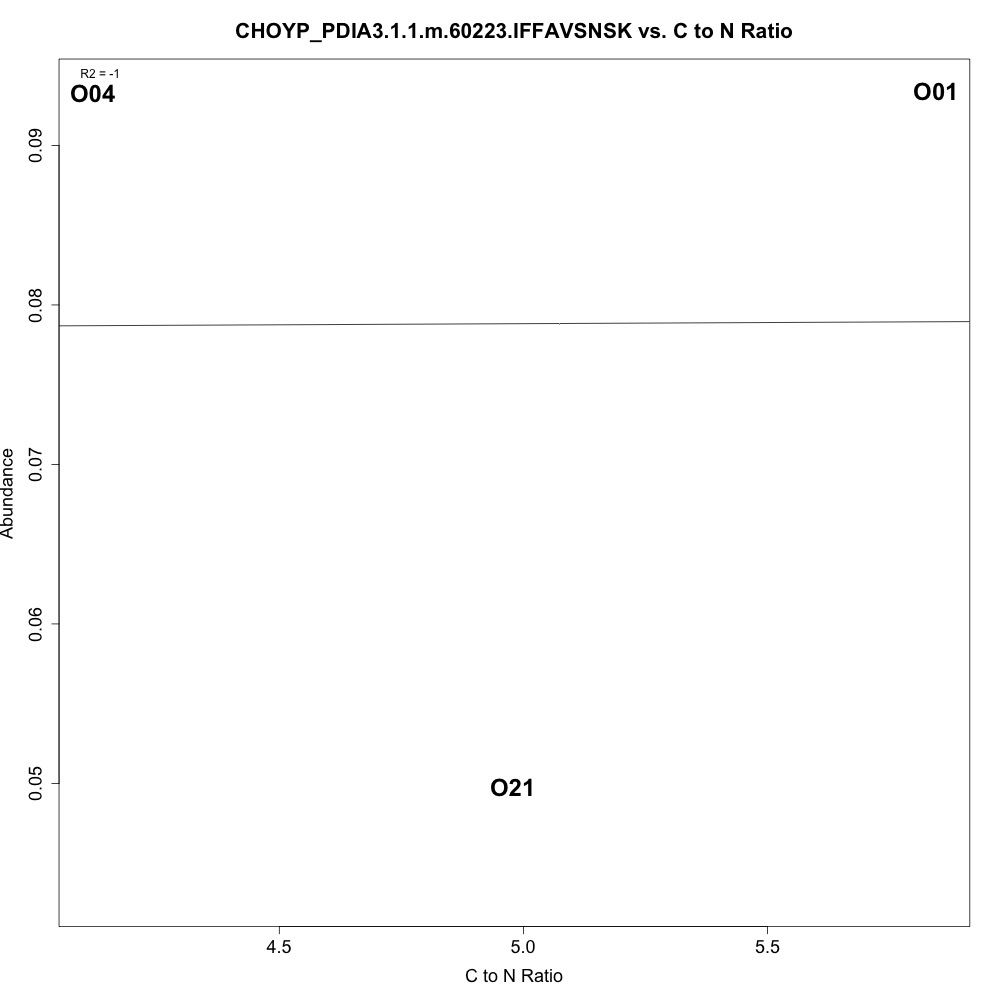 CHOYP_PDIA3.1.1.m.60223.IFFAVSNSK vs. C to N Ratio
R2 = -1
O04
O01
0.09
0.08
0.07
Abundance
0.06
0.05
O21
4.5
5.0
5.5
C to N Ratio